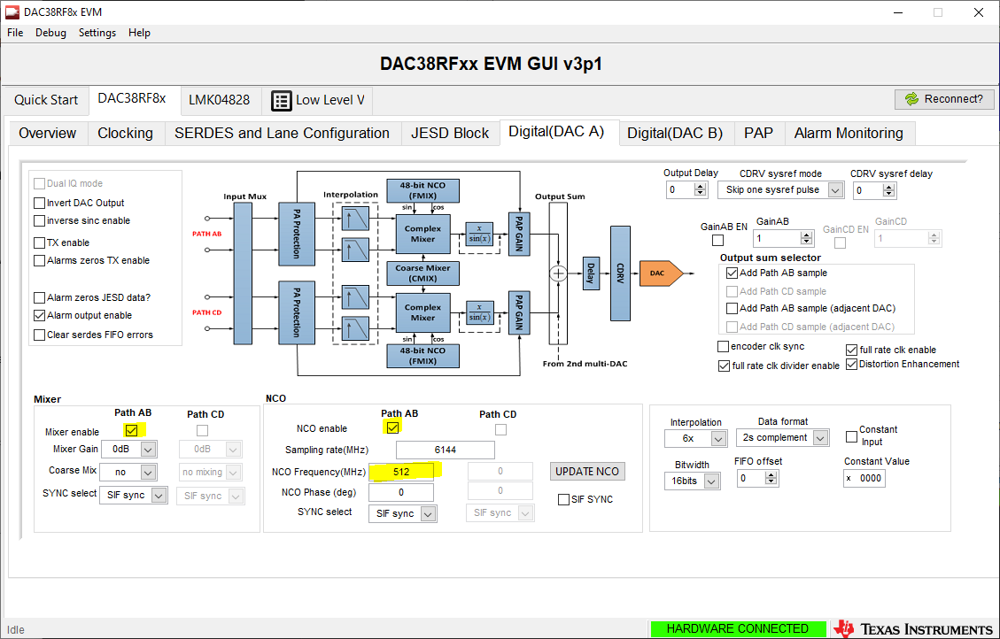 DAC38RF8x EVM
File Debug Settings Help
DAC38RFxx EVM GUI v3p1
Quick Start DAC38RF8x LMK04828 Low Level V Reconnect?
Overview Clocking SERDES and Lane Configuration JESD Block Digital(DAC A) Digital(DAC B) PAP Alarm Monitoring
Dual IQ mode
Invert DAC Output
inverse sinc enable
TX enable
Alarms zeros TX enable
Alarm zeros JESD data?
Alarm output enable
Clear serdes FIFO errors
Input Mux
PATH AB
PATH CD
PA Protection
PA Protection
Interpolation
48-bit NCO
(FMIX)
sin cos
Complex
Mixer
Coarse Mixer
(CMIX)
Complex
Mixer
sin cos
48-bit NCO
(FMIX)
x
sin(x)
x
sin(x)
PAP GAIN
PAP GAIN
Output Sum
From 2nd multi-DAC
Delay
CDRV
DAC
Output Delay CDRV sysref mode CDRV sysref delay
0 Skip one sysref pulse 0
GainAB EN GainAB GainCD EN GainCD
1 1
Output sum selector
Add Path AB sample
Add Path CD sample
Add Path AB sample (adjacent DAC)
Add Path CD sample (adjacent DAC)
encoder clk sync full rate clk enable
full rate clk divider enable Distortion Enhancement
Mixer
Path AB Path CD
Mixer enable
Mixer Gain 0dB 0dB
Coarse Mix no no mixing
SYNC select SIF sync SIF sync
NCO
Path AB Path CD
NCO enable
Sampling rate(MHz) 6144
NCO Frequency(MHz) 512 0 UPDATE NCO
NCO Phase (deg) 0 0 SIF SYNC
SYNC select SIF sync SIF sync
Interpolation Data format
6x 2s complement Constant
Input
Bitwidth FIFO offset Constant Value
16bits 0 x 0000
Idle HARDWARE CONNECTED TEXAS INSTRUMENTS